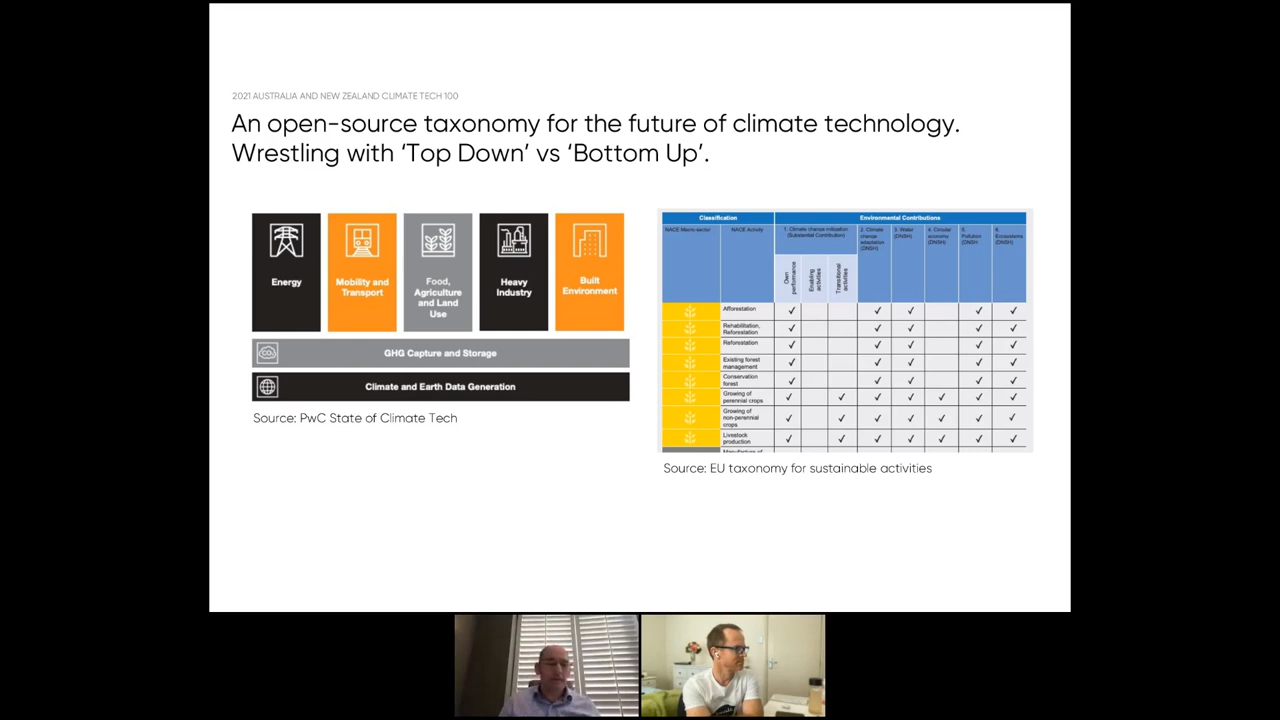 2021 AUSTRALIA AND NEW ZEALAND CLIMATE TECH 100
An open-source taxonomy for the future of climate technology.
Wrestling with ‘Top Down’ vs ‘Bottom Up’.
Energy
Mobility and
Transport
Food,
Agriculture
and Land
Use
Heavy
Industry
Built
Environment
CO₂
GHG Capture and Storage
Climate and Earth Data Generation
Source: PwC State of Climate Tech
Classification
Environmental Contributions
NACE Macro-sector
NACE Activity
1. Climate change mitigation
(Substantial Contribution)
2. Climate
change
adaptation
(DNSH)
3. Water
(DNSH)
4. Circular
economy
(DNSH)
5.
Pollution
(DNSH
6.
Ecosystems
(DNSH)
Own
performance
Enabling
activities
Transitional
activities
Afforestation
✓ ✓ ✓ ✓ ✓
Rehabilitation,
Reforestation
✓ ✓ ✓ ✓ ✓
Reforestation
✓ ✓ ✓ ✓ ✓
Existing forest
management
✓ ✓ ✓ ✓ ✓
Conservation
forest
✓ ✓ ✓ ✓ ✓
Growing of
perennial crops
✓ ✓ ✓ ✓ ✓ ✓ ✓
Growing of
non-perennial
crops
✓ ✓ ✓ ✓ ✓ ✓ ✓
Livestock
production
✓ ✓ ✓ ✓ ✓ ✓ ✓
Manufacture of
Source: EU taxonomy for sustainable activities